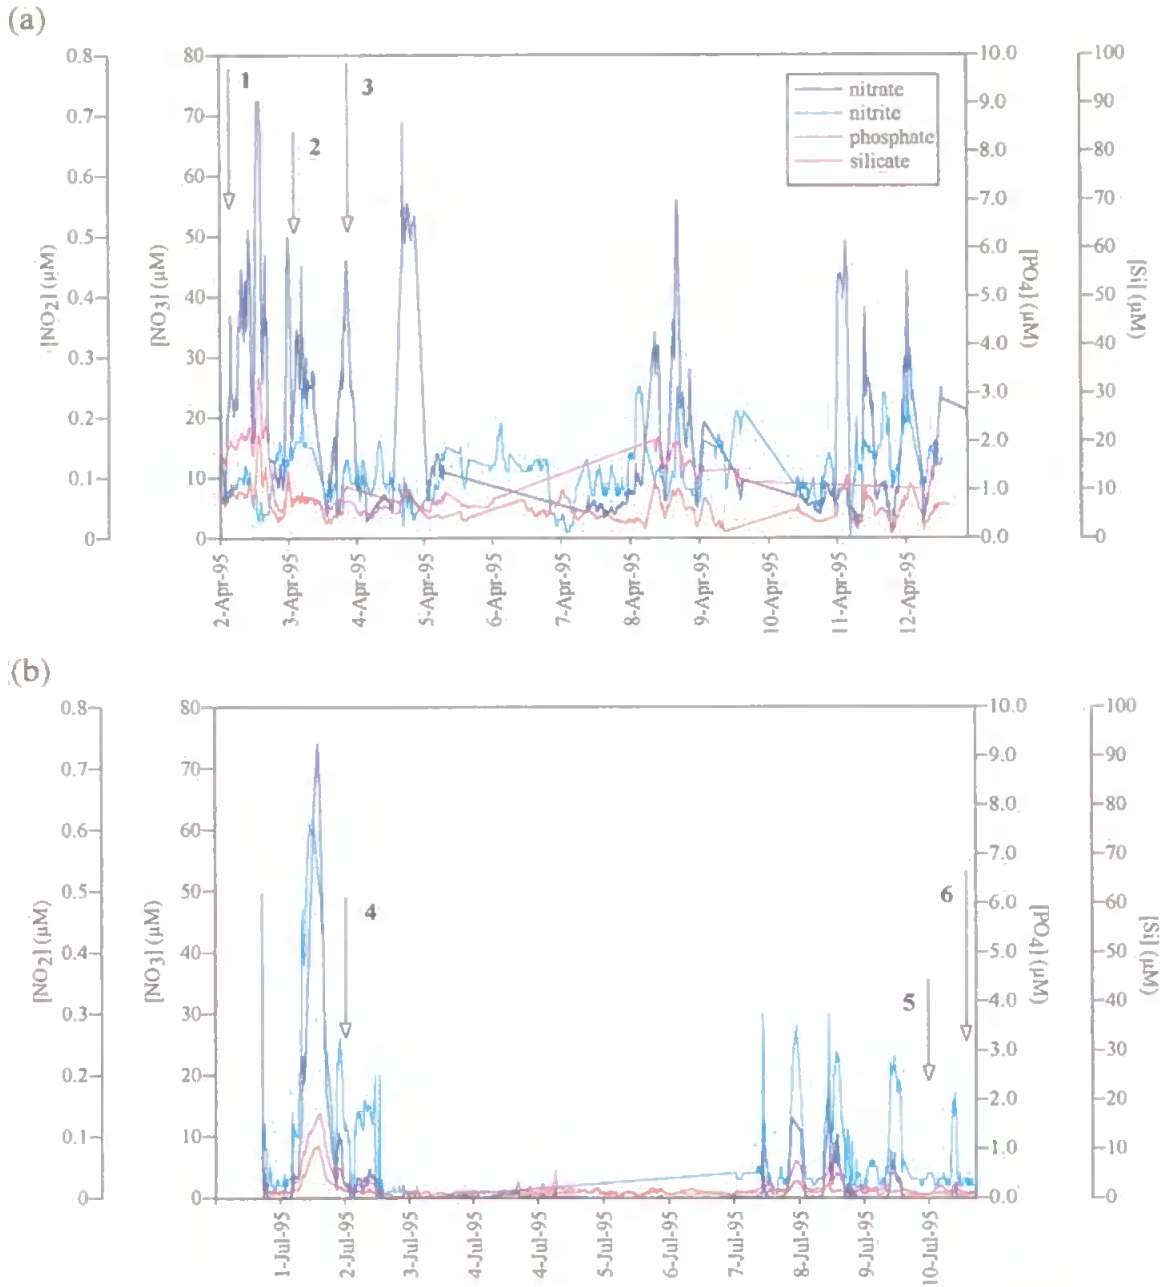 (a)
0.8
0.7
0.6
0.5
0.4
0.3
0.2
0.1
0
[NO2] (μM)
80
70
60
50
40
30
20
10
0
[NO3] (μM)
1
2
3
nitrate
nitrite
phosphate
silicate
10.0
9.0
8.0
7.0
6.0
5.0
4.0
3.0
2.0
1.0
0.0
[PO4] (μM)
100
90
80
70
60
50
40
30
20
10
0
[Si] (μM)
2-Apr-95
3-Apr-95
4-Apr-95
5-Apr-95
6-Apr-95
7-Apr-95
8-Apr-95
9-Apr-95
10-Apr-95
11-Apr-95
12-Apr-95
(b)
0.8
0.7
0.6
0.5
0.4
0.3
0.2
0.1
0
[NO2] (μM)
80
70
60
50
40
30
20
10
0
[NO3] (μM)
4
5
6
10.0
9.0
8.0
7.0
6.0
5.0
4.0
3.0
2.0
1.0
0.0
[PO4] (μM)
100
90
80
70
60
50
40
30
20
10
0
[Si] (μM)
1-Jul-95
2-Jul-95
3-Jul-95
4-Jul-95
4-Jul-95
5-Jul-95
6-Jul-95
7-Jul-95
8-Jul-95
9-Jul-95
10-Jul-95